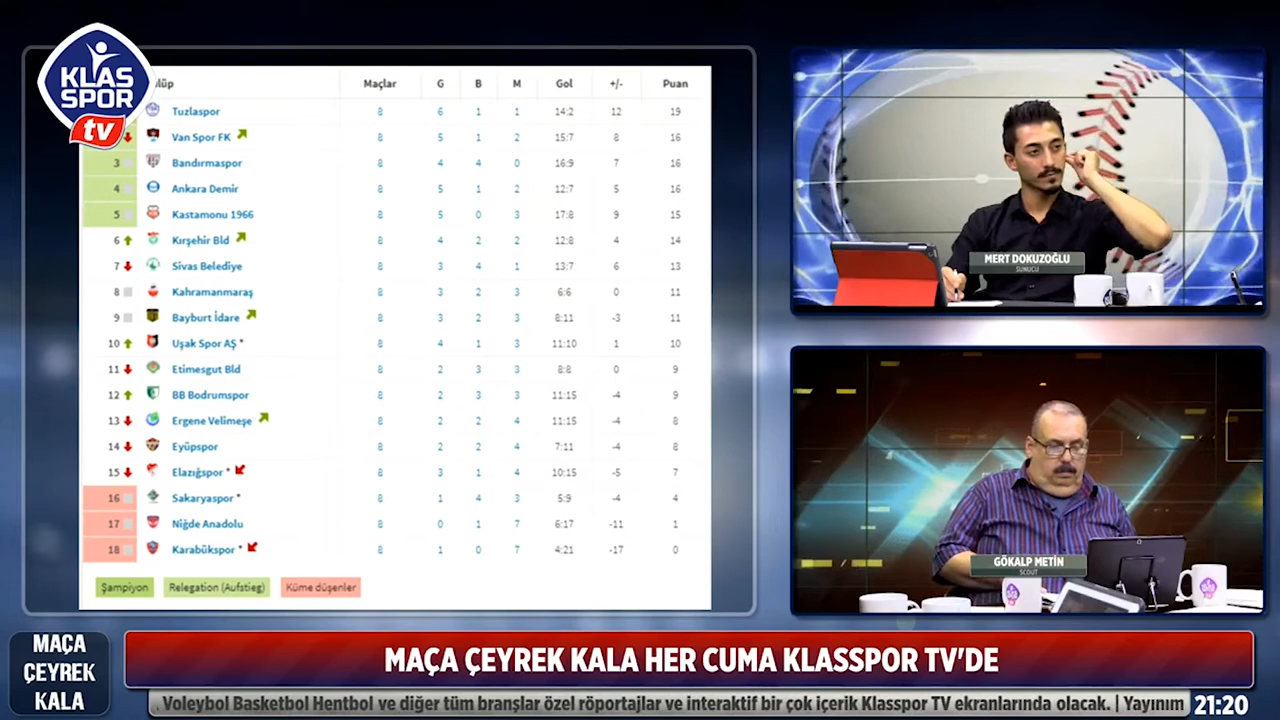 KLAS
SPOR
tv
lüp Maçlar G B M Gol +/- Puan
Tuzlaspor 8 6 1 1 14:2 12 19
Van Spor FK 8 5 1 2 15:7 8 16
3 Bandırmaspor 8 4 4 0 16:9 7 16
4 Ankara Demir 8 5 1 2 12:7 5 16
5 Kastamonu 1966 8 5 0 3 17:8 9 15
6 Kırşehir Bld 8 4 2 2 12:8 4 14
7 Sivas Belediye 8 3 4 1 13:7 6 13
8 Kahramanmaraş 8 3 2 3 6:6 0 11
9 Bayburt İdare 8 3 2 3 8:11 -3 11
10 Uşak Spor AŞ * 8 4 1 3 11:10 1 10
11 Etimesgut Bld 8 2 3 3 8:8 0 9
12 BB Bodrumspor 8 2 3 3 11:15 -4 9
13 Ergene Velimeşe 8 2 2 4 11:15 -4 8
14 Eyüpspor 8 2 2 4 7:11 -4 8
15 Elazığspor * 8 3 1 4 10:15 -5 7
16 Sakaryaspor * 8 1 4 3 5:9 -4 4
17 Niğde Anadolu 8 0 1 7 6:17 -11 1
18 Karabükspor * 8 1 0 7 4:21 -17 0
Şampiyon Relegation (Aufstieg) Küme düşenler
MERT DOKUZOĞLU
SUNUCU
GÖKALP METİN
SCOUT
MAÇA
ÇEYREK
KALA
MAÇA ÇEYREK KALA HER CUMA KLASSPOR TV'DE
Voleybol Basketbol Hentbol ve diğer tüm branşlar özel röportajlar ve interaktif bir çok içerik Klasspor TV ekranlarında olacak. | Yayınım
21:20